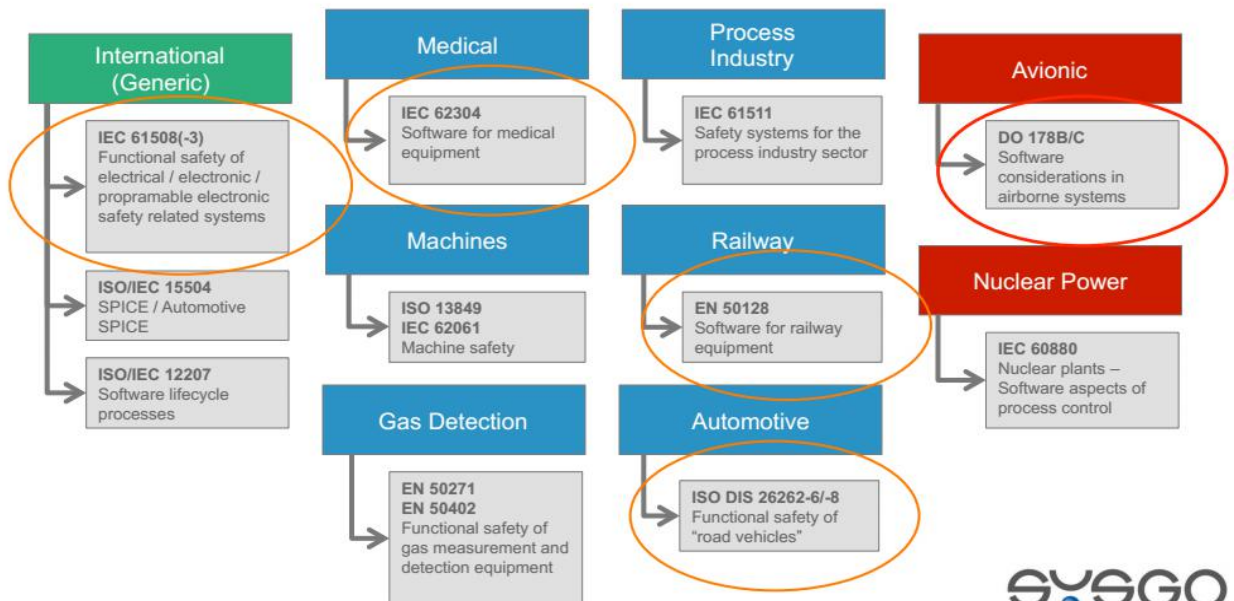 International
(Generic)
IEC 61508(-3)
Functional safety of
electrical / electronic /
propramable electronic
safety related systems
ISO/IEC 15504
SPICE / Automotive
SPICE
ISO/IEC 12207
Software lifecycle
processes
Medical
IEC 62304
Software for medical
equipment
Machines
ISO 13849
IEC 62061
Machine safety
Gas Detection
EN 50271
EN 50402
Functional safety of
gas measurement and
detection equipment
Process
Industry
IEC 61511
Safety systems for the
process industry sector
Railway
EN 50128
Software for railway
equipment
Automotive
ISO DIS 26262-6/-8
Functional safety of
“road vehicles”
Avionic
DO 178B/C
Software
considerations in
airborne systems
Nuclear Power
IEC 60880
Nuclear plants –
Software aspects of
process control
SYSGO